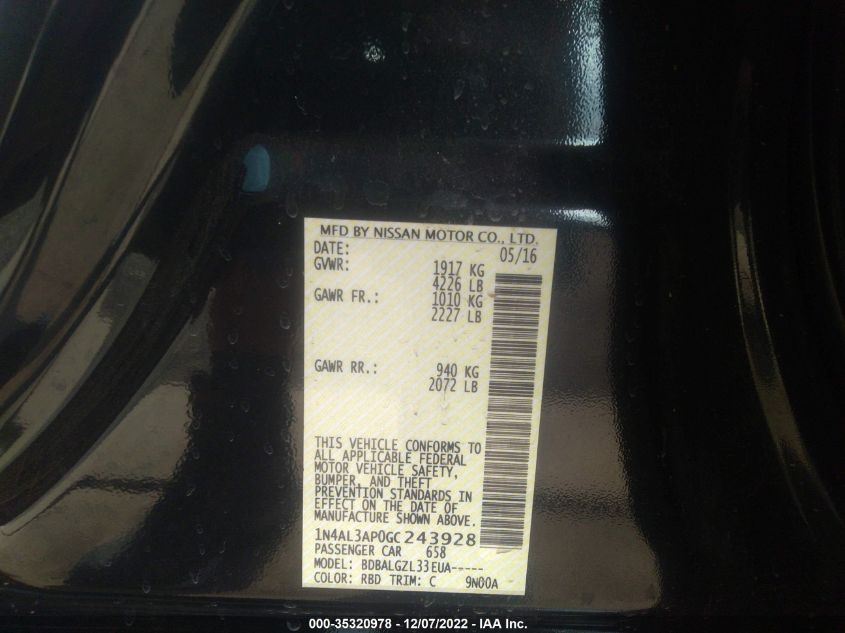 MFD BY NISSAN MOTOR CO., LTD.
DATE: 05/16
GVWR: 1917 KG
4226 LB
GAWR FR.: 1010 KG
2227 LB
GAWR RR.: 940 KG
2072 LB
THIS VEHICLE CONFORMS TO
ALL APPLICABLE FEDERAL
MOTOR VEHICLE SAFETY,
BUMPER, AND THEFT
PREVENTION STANDARDS IN
EFFECT ON THE DATE OF
MANUFACTURE SHOWN ABOVE.
1N4AL3AP0GC243928
PASSENGER CAR 658
MODEL: BDBALGZL33EUA-----
COLOR: RBD TRIM: C 9N00A
000-35320978 - 12/07/2022 - IAA Inc.